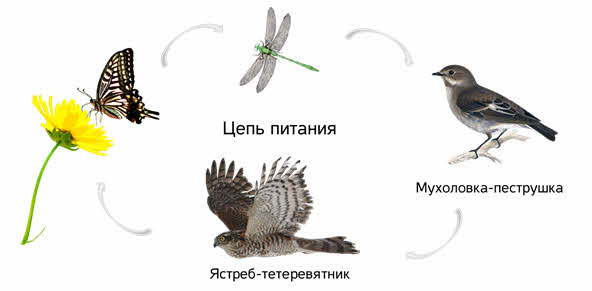 Цепь питания
Мухоловка-пеструшка
Ястреб-тетеревятник